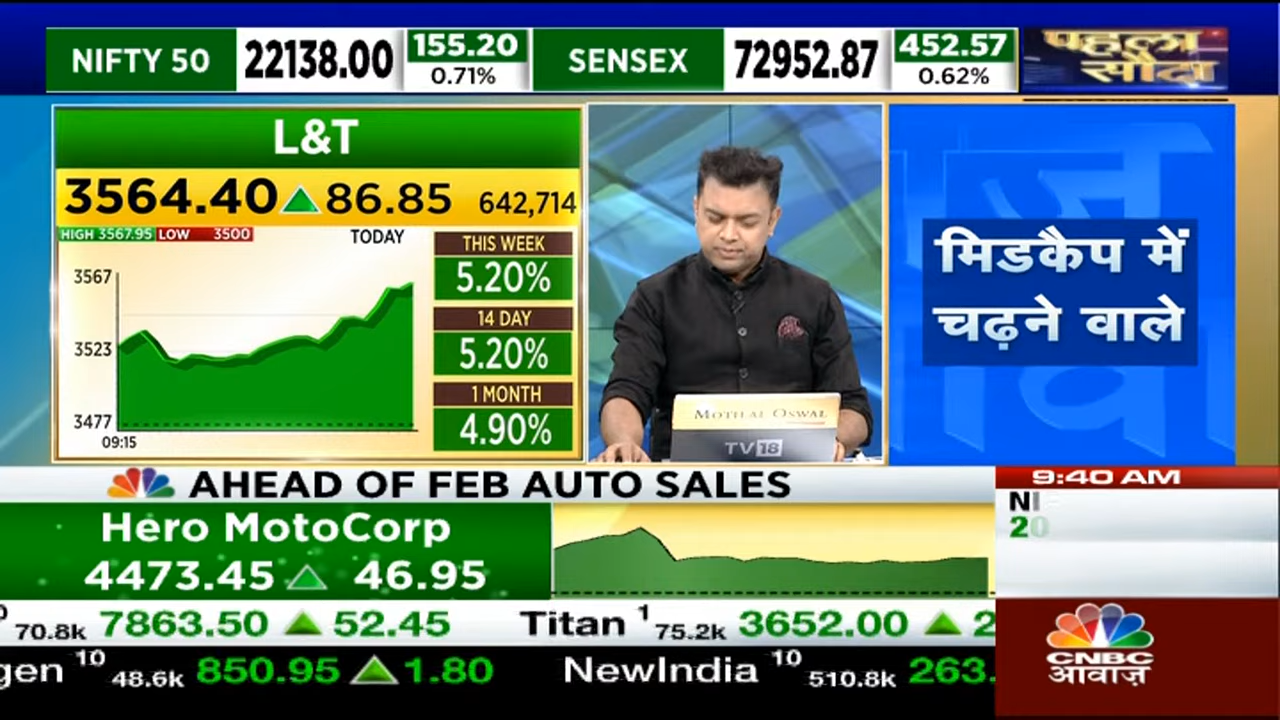 NIFTY 50 22138.00 155.20 0.71% SENSEX 72952.87 452.57 0.62%
पहला
सौदा
L&T
3564.40 86.85 642,714
HIGH 3567.95 LOW 3500 TODAY
3567
3523
3477
09:15
THIS WEEK
5.20%
14 DAY
5.20%
1 MONTH
4.90%
MOTILAL OSWAL
TV18
मिडकैप में
चढ़ने वाले
AHEAD OF FEB AUTO SALES
9:40 AM
Hero MotoCorp
4473.45 46.95
NI
20
70.8k 7863.50 52.45 Titan 1 75.2k 3652.00 2
gen 10 48.6k 850.95 1.80 NewIndia 10 510.8k 263.
CNBC
आवाज़